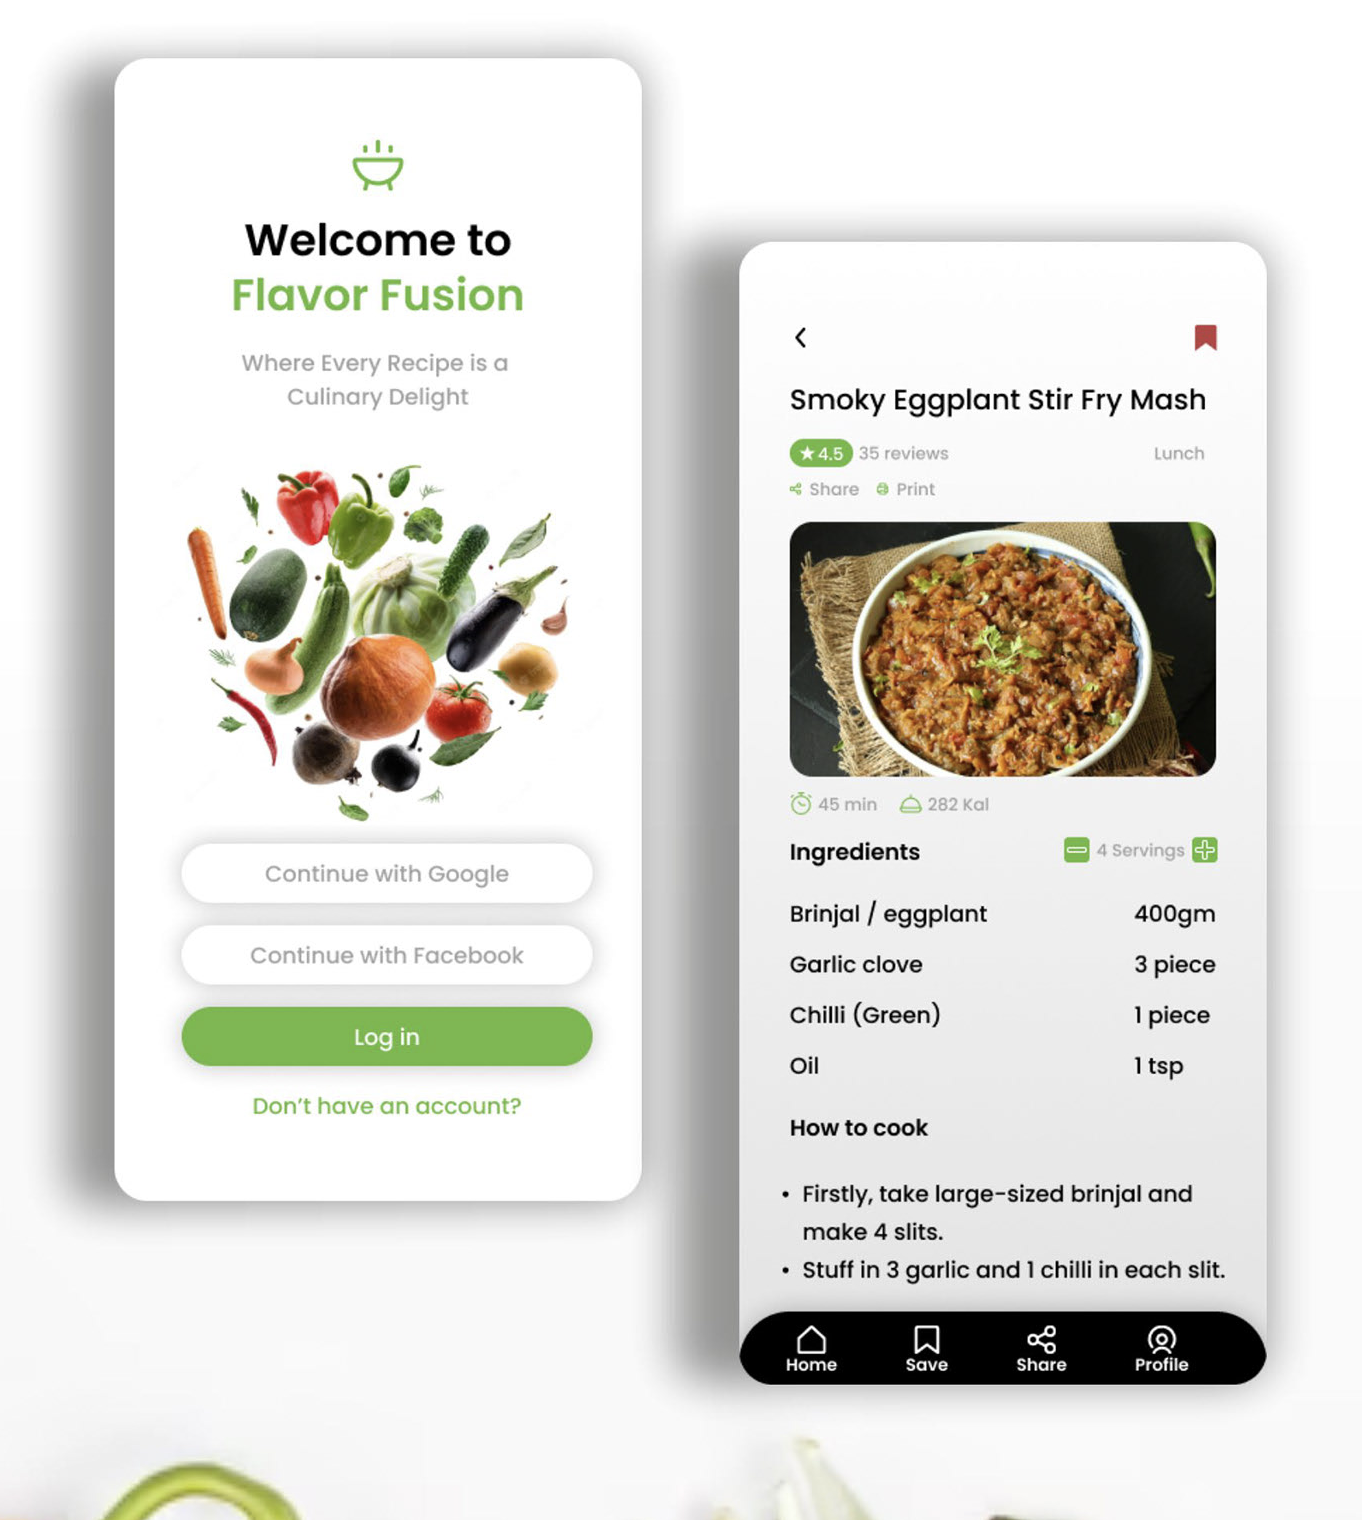 Welcome to
Flavor Fusion
Where Every Recipe is a
Culinary Delight
Continue with Google
Continue with Facebook
Log in
Don’t have an account?
Smoky Eggplant Stir Fry Mash
4.5 35 reviews Lunch
Share Print
45 min 282 Kal
Ingredients 4 Servings
Brinjal / eggplant 400gm
Garlic clove 3 piece
Chilli (Green) 1 piece
Oil 1 tsp
How to cook
• Firstly, take large-sized brinjal and
make 4 slits.
• Stuff in 3 garlic and 1 chilli in each slit.
Home Save Share Profile